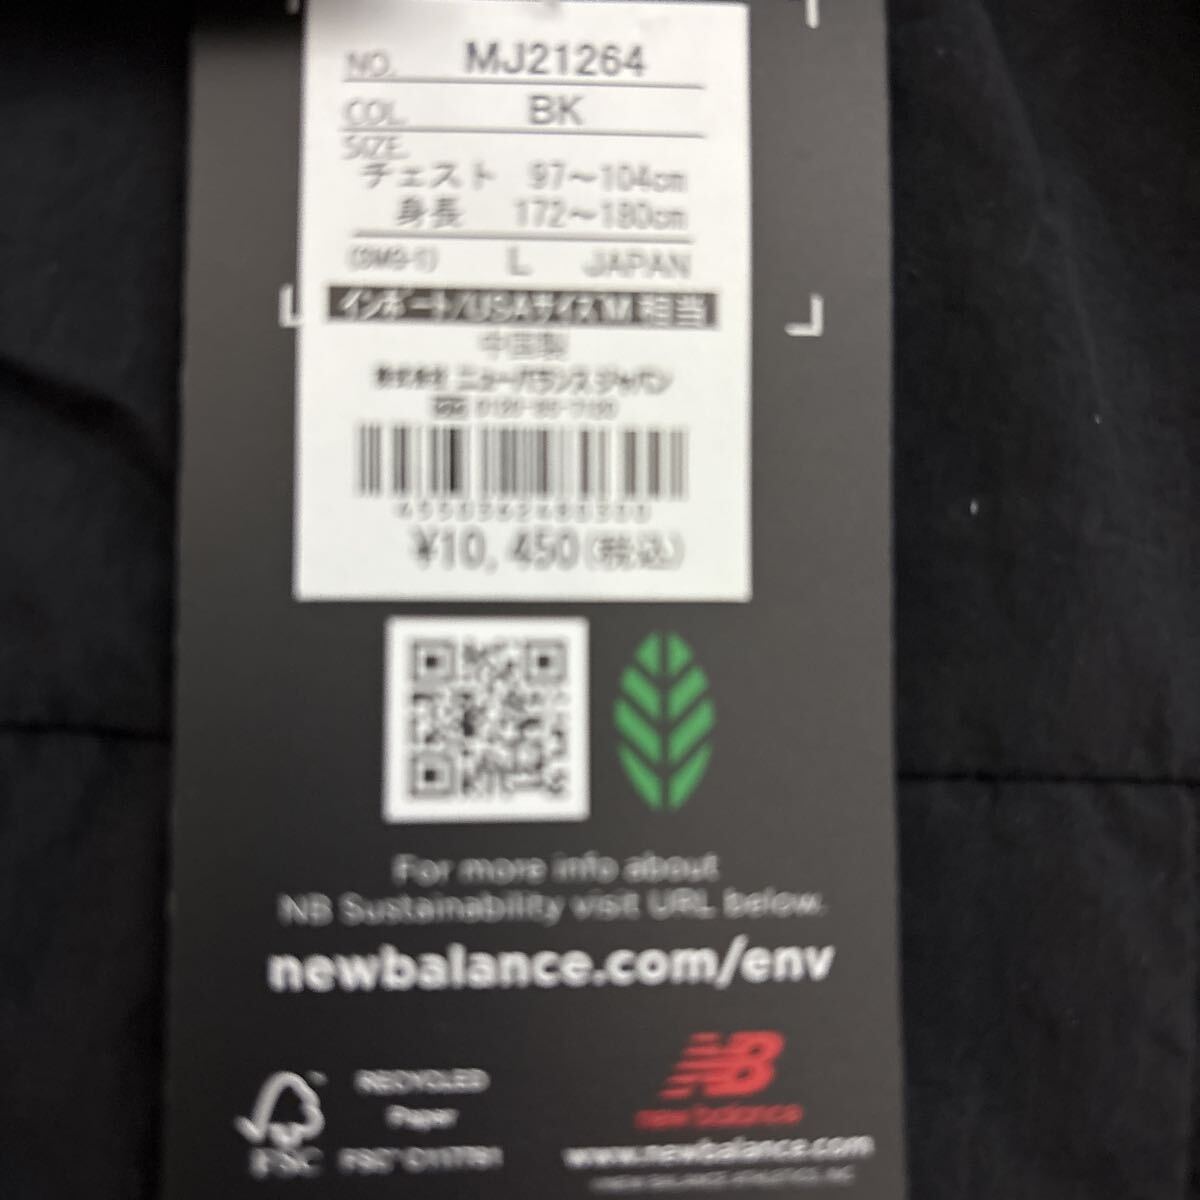 NO. MJ21264
COL. BK
SIZE.
チェスト 97〜104cm
身長 172〜180cm
(SM9-1) L JAPAN
インポート/USAサイズ M 相当
中国製
株式会社 ニューバランス ジャパン
¥10,450(税込)
For more info about
NB Sustainability visit URL below.
newbalance.com/env
RECYCLED
Paper
FSC
NB
new balance
www.newbalance.com